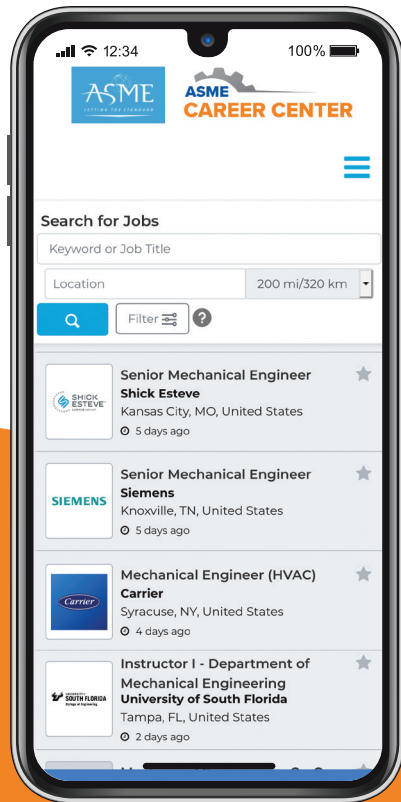 12:34
100%
ASME
SETTING THE STANDARD
ASME
CAREER CENTER
Search for Jobs
Keyword or Job Title
Location
200 mi/320 km
Filter
?
Senior Mechanical Engineer
SHICK
ESTEVE
Shick Esteve
Kansas City, MO, United States
5 days ago
Senior Mechanical Engineer
SIEMENS
Siemens
Knoxville, TN, United States
5 days ago
Mechanical Engineer (HVAC)
Carrier
Carrier
Syracuse, NY, United States
4 days ago
Instructor I - Department of
Mechanical Engineering
SOUTH FLORIDA
College of Engineering
University of South Florida
Tampa, FL, United States
2 days ago